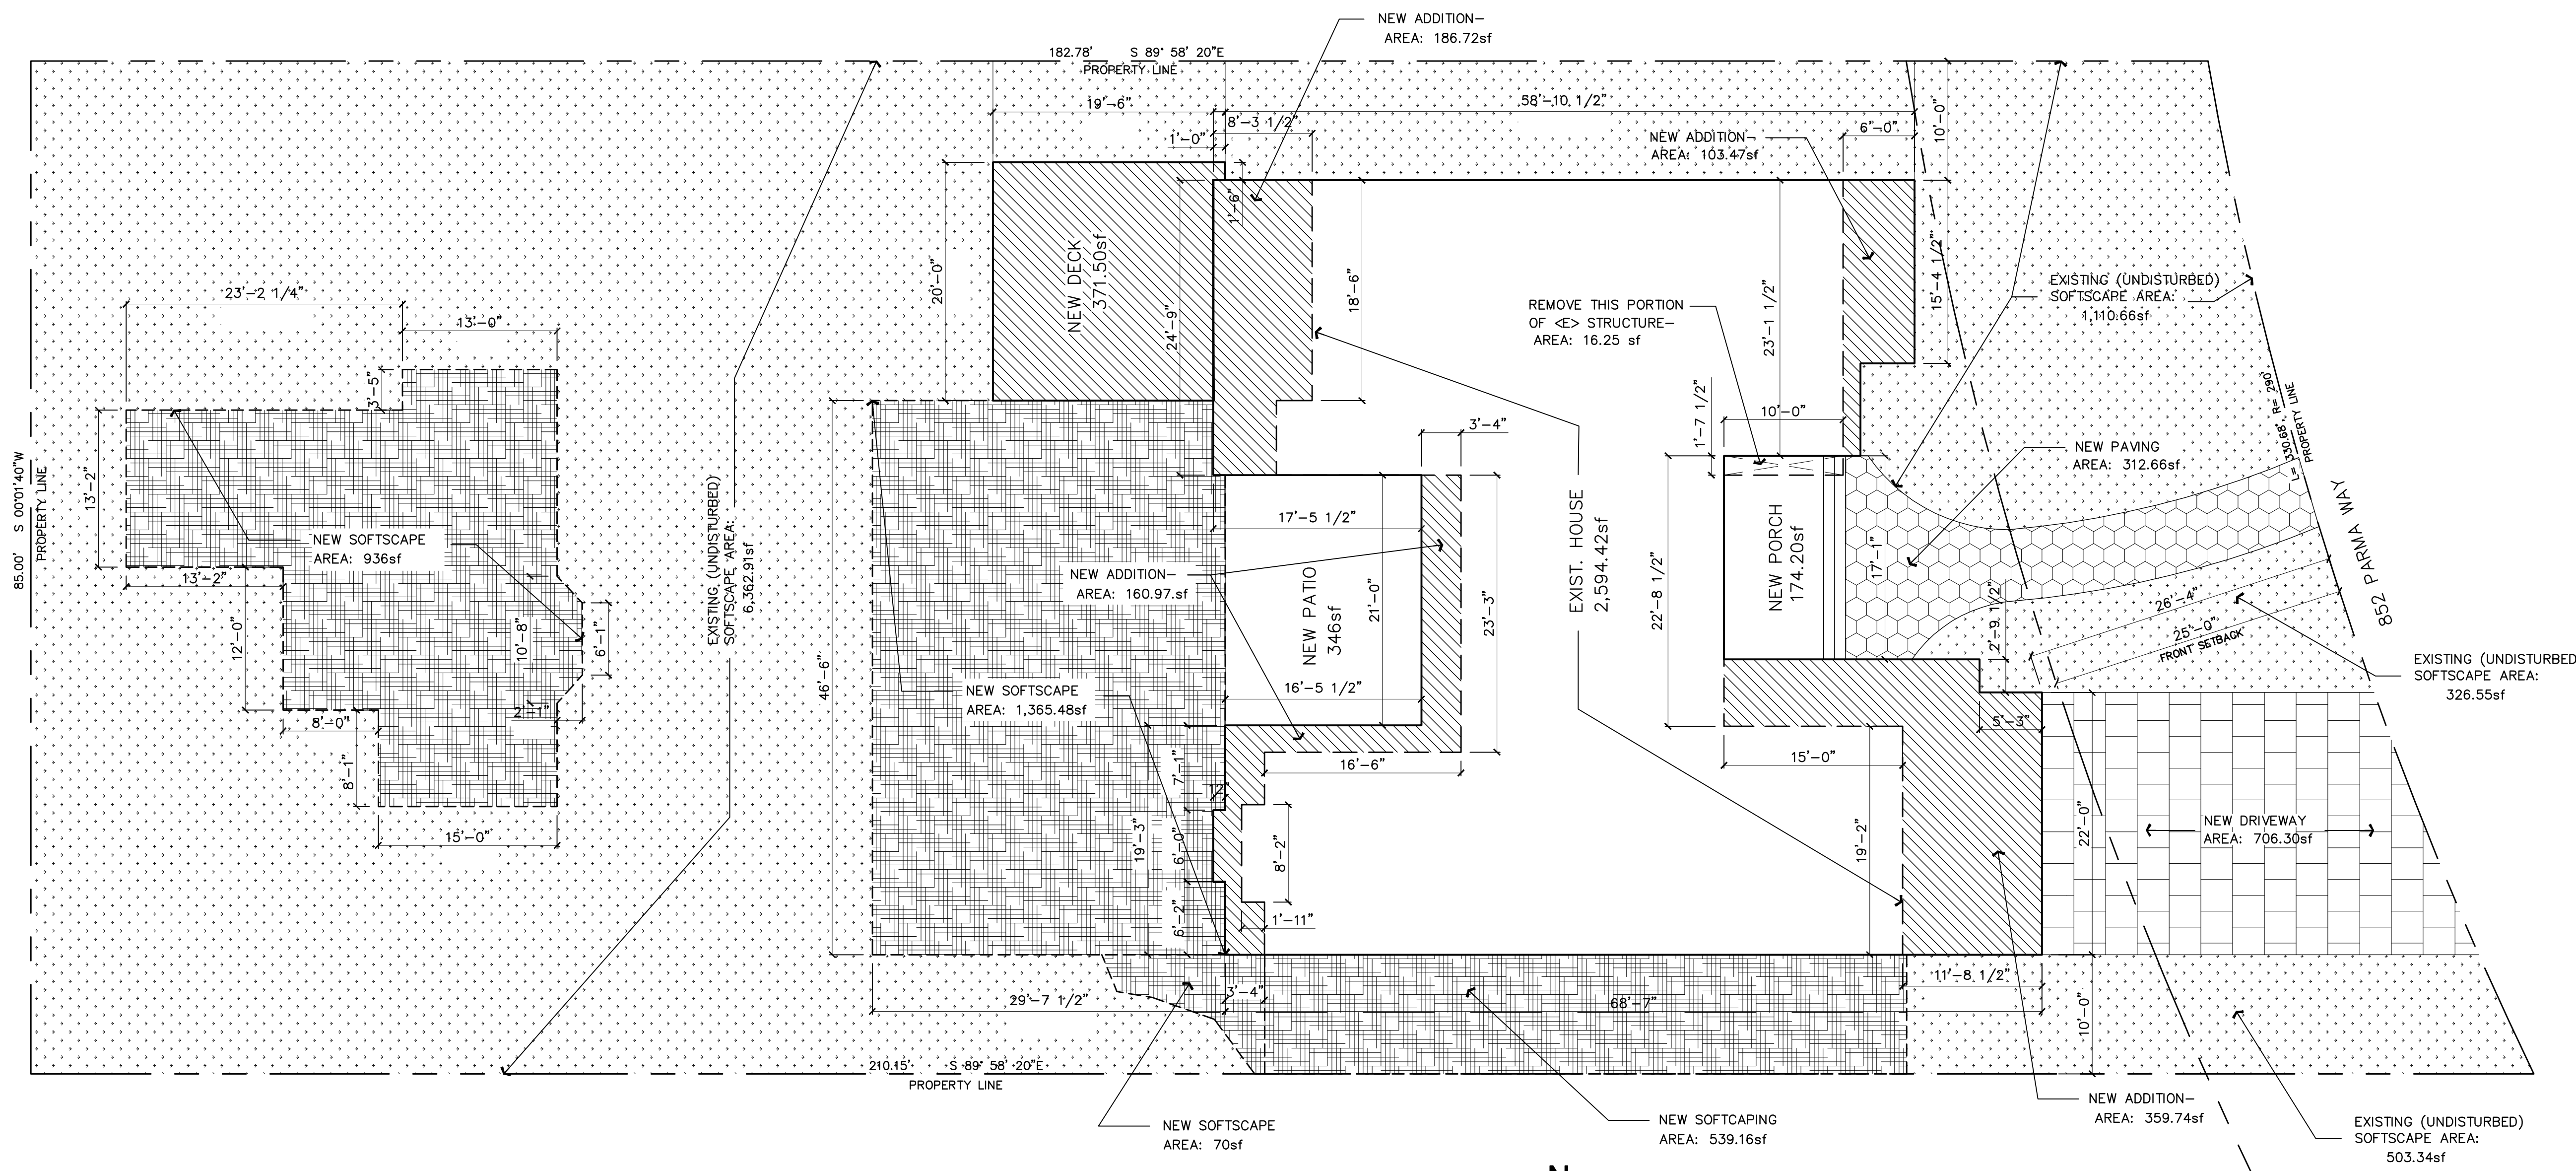 NEW ADDITION-
AREA: 186.72sf
182.78' S 89° 58' 20"E
PROPERTY LINE
19'-6"
58'-10 1/2"
8'-3 1/2"
1'-0"
NEW ADDITION-
AREA: 103.47sf
6'-0"
10'-0"
1'-6"
20'-0"
NEW DECK
371.50sf
24'-9"
18'-6"
23'-1 1/2"
15'-4 1/2"
EXISTING (UNDISTURBED)
SOFTSCAPE AREA:
1,110.66sf
REMOVE THIS PORTION
OF <E> STRUCTURE-
AREA: 16.25 sf
23'-2 1/4"
13'-0"
3'-5"
1'-7 1/2"
10'-0"
3'-4"
L= 330.68', R= 290'
PROPERTY LINE
NEW PAVING
AREA: 312.66sf
85.00' S 00°01'40"W
PROPERTY LINE
13'-2"
NEW SOFTSCAPE
AREA: 936sf
13'-2"
12'-0"
10'-8"
6'-1"
2'-1"
8'-0"
8'-1"
15'-0"
EXISTING (UNDISTURBED)
SOFTSCAPE AREA:
6,362.91sf
46'-6"
17'-5 1/2"
NEW ADDITION-
AREA: 160.97.sf
NEW PATIO
346sf
21'-0"
23'-3"
EXIST. HOUSE
2,594.42sf
22'-8 1/2"
NEW PORCH
174.20sf
17'-1"
2'-9 1/2"
26'-4"
25'-0"
FRONT SETBACK
852 PARMA WAY
EXISTING (UNDISTURBED
SOFTSCAPE AREA:
326.55sf
NEW SOFTSCAPE
AREA: 1,365.48sf
16'-5 1/2"
5'-3"
16'-6"
15'-0"
7'-1"
12"
19'-3"
6'-0"
8'-2"
6'-2"
1'-11"
19'-2"
22'-0"
NEW DRIVEWAY
AREA: 706.30sf
29'-7 1/2"
3'-4"
68'-7"
11'-8 1/2"
10'-0"
210.15' S 89° 58' 20"E
PROPERTY LINE
NEW SOFTSCAPE
AREA: 70sf
NEW SOFTCAPING
AREA: 539.16sf
NEW ADDITION-
AREA: 359.74sf
EXISTING (UNDISTURBED)
SOFTSCAPE AREA:
503.34sf
N